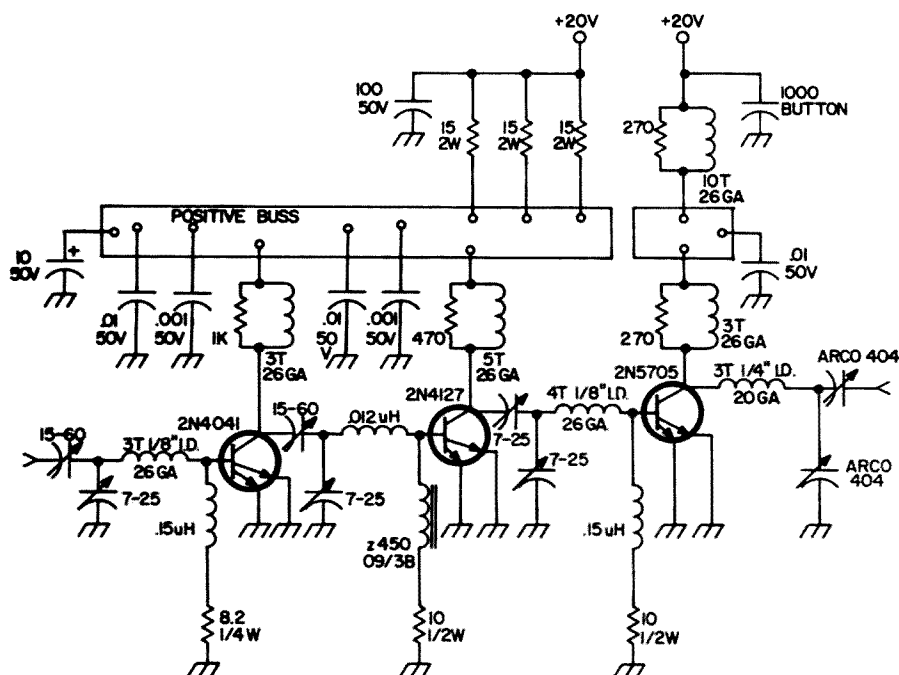 +20V
+20V
100
50V
15
2W
15
2W
15
2W
270
1000
BUTTON
10T
26GA
POSITIVE BUSS
10
50V
+
.01
50V
.001
50V
1K
3T
26GA
.01
50
V
.001
50V
470
5T
26GA
270
3T
26GA
.01
50V
2N4041
2N4127
2N5705
15-60
3T 1/8" I.D.
26GA
7-25
.15uH
8.2
1/4W
15-60
7-25
.012uH
z450
09/3B
10
1/2W
7-25
7-25
4T 1/8" I.D.
26GA
.15uH
10
1/2W
3T 1/4" I.D.
20GA
ARCO 404
ARCO
404